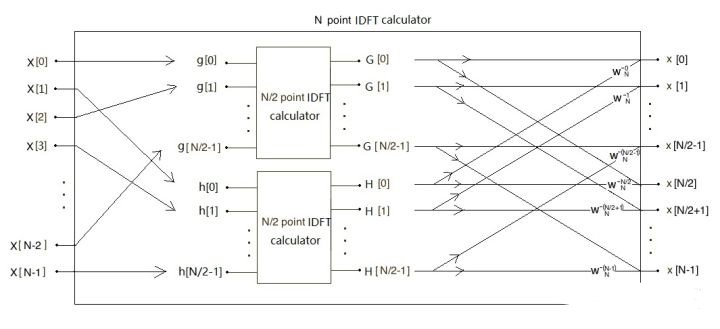 N point IDFT calculator
X[0] g[0] G [0] x [0]
W_N^{-0}
X[1] g[1] G [1] x [1]
W_N^{-1}
N/2 point IDFT
calculator
X[2]
X[3] g[N/2-1] G [N/2-1] x [N/2-1]
W_N^{-(N/2-1)}
h[0] H [0] W_N^{-N/2} x [N/2]
h[1] H [1] W_N^{-(N/2+1)} x [N/2+1]
N/2 point IDFT
calculator
X[N-2]
X[N-1] h[N/2-1] H [N/2-1] W_N^{-(N-1)} x [N-1]